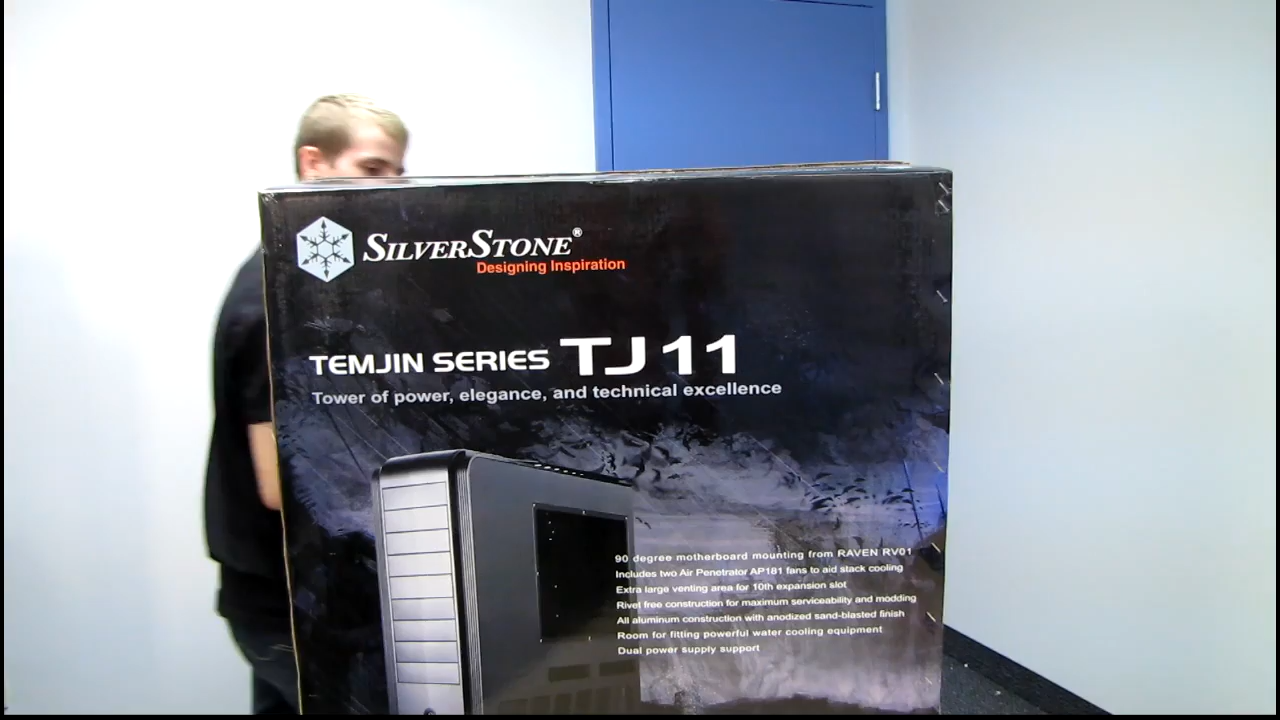 SILVERSTONE®
Designing Inspiration
TEMJIN SERIES TJ11
Tower of power, elegance, and technical excellence
90 degree motherboard mounting from RAVEN RV01
Includes two Air Penetrator AP181 fans to aid stack cooling
Extra large venting area for 10th expansion slot
Rivet free construction for maximum serviceability and modding
All aluminum construction with anodized sand-blasted finish
Room for fitting powerful water cooling equipment
Dual power supply support